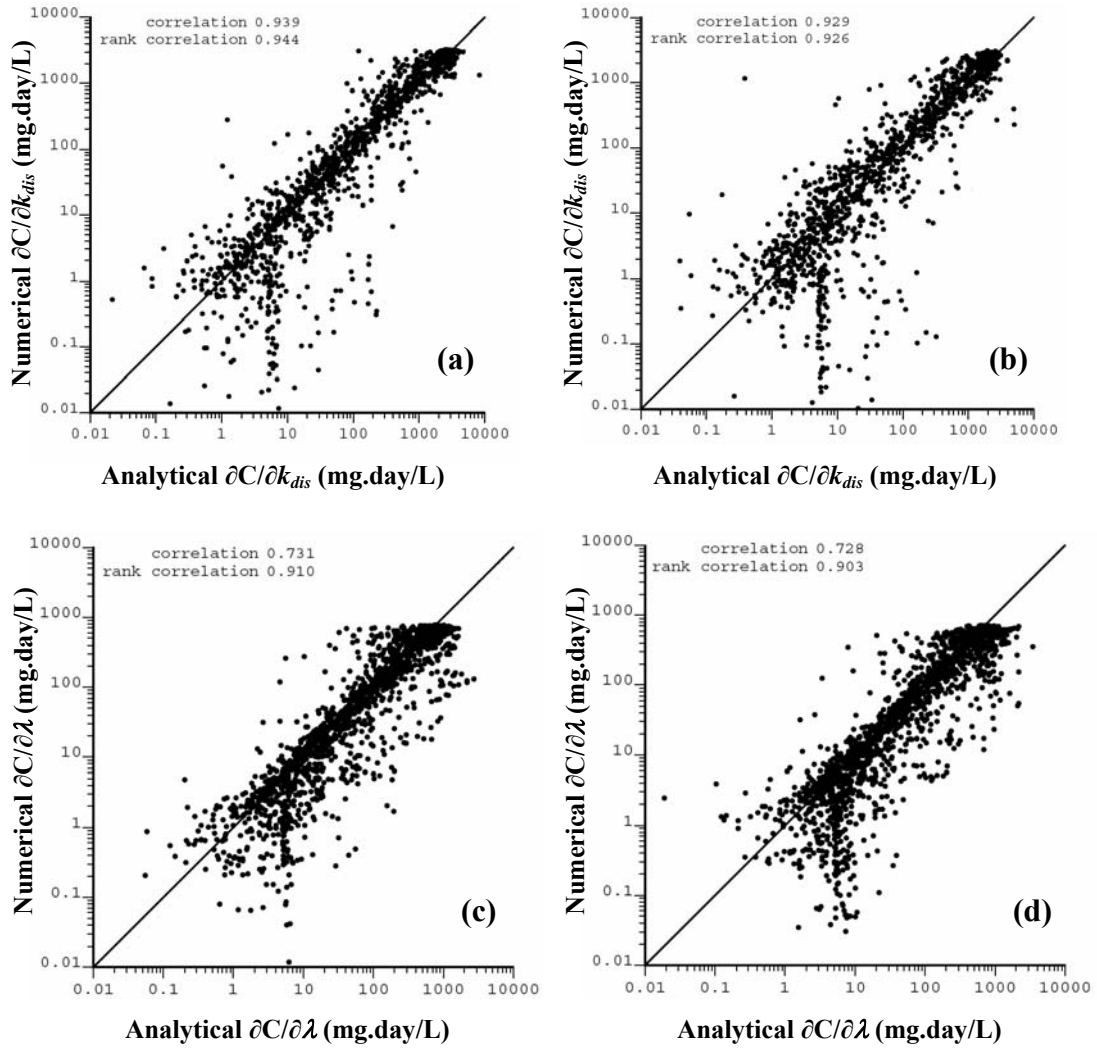 correlation 0.939
rank correlation 0.944
10000
1000
100
10
1
0.1
0.01
0.01
0.1
1
10
100
1000
10000
Numerical ∂C/∂k_dis (mg.day/L)
Analytical ∂C/∂k_dis (mg.day/L)
(a)
correlation 0.929
rank correlation 0.926
10000
1000
100
10
1
0.1
0.01
0.01
0.1
1
10
100
1000
10000
Numerical ∂C/∂k_dis (mg.day/L)
Analytical ∂C/∂k_dis (mg.day/L)
(b)
correlation 0.731
rank correlation 0.910
10000
1000
100
10
1
0.1
0.01
0.01
0.1
1
10
100
1000
10000
Numerical ∂C/∂λ (mg.day/L)
Analytical ∂C/∂λ (mg.day/L)
(c)
correlation 0.728
rank correlation 0.903
10000
1000
100
10
1
0.1
0.01
0.01
0.1
1
10
100
1000
10000
Numerical ∂C/∂λ (mg.day/L)
Analytical ∂C/∂λ (mg.day/L)
(d)